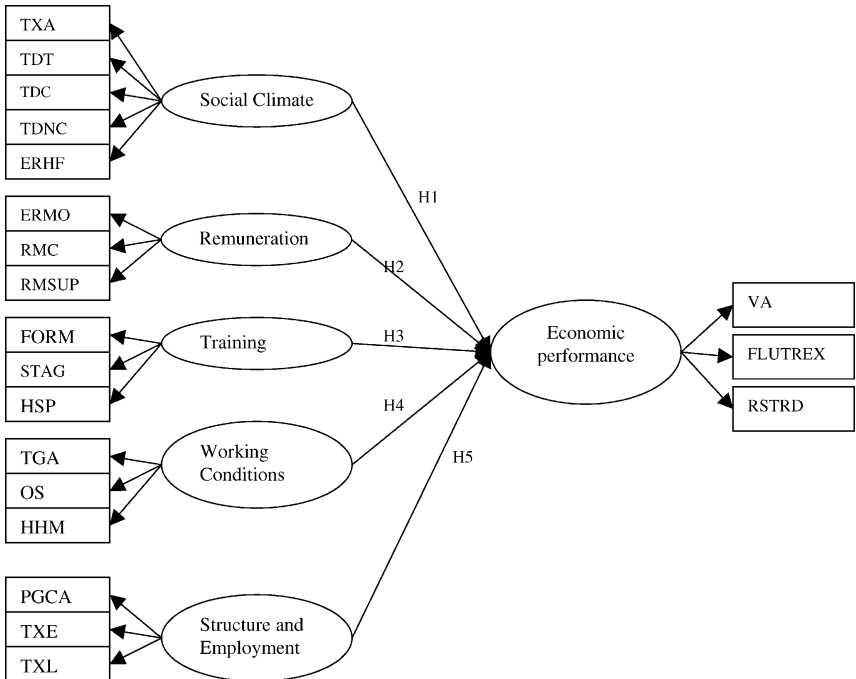 TXA
TDT
TDC
TDNC
ERHF
Social Climate
H1
ERMO
RMC
RMSUP
Remuneration
H2
FORM
STAG
HSP
Training
H3
TGA
OS
HHM
Working
Conditions
H4
PGCA
TXE
TXL
Structure and
Employment
H5
Economic
performance
VA
FLUTREX
RSTRD